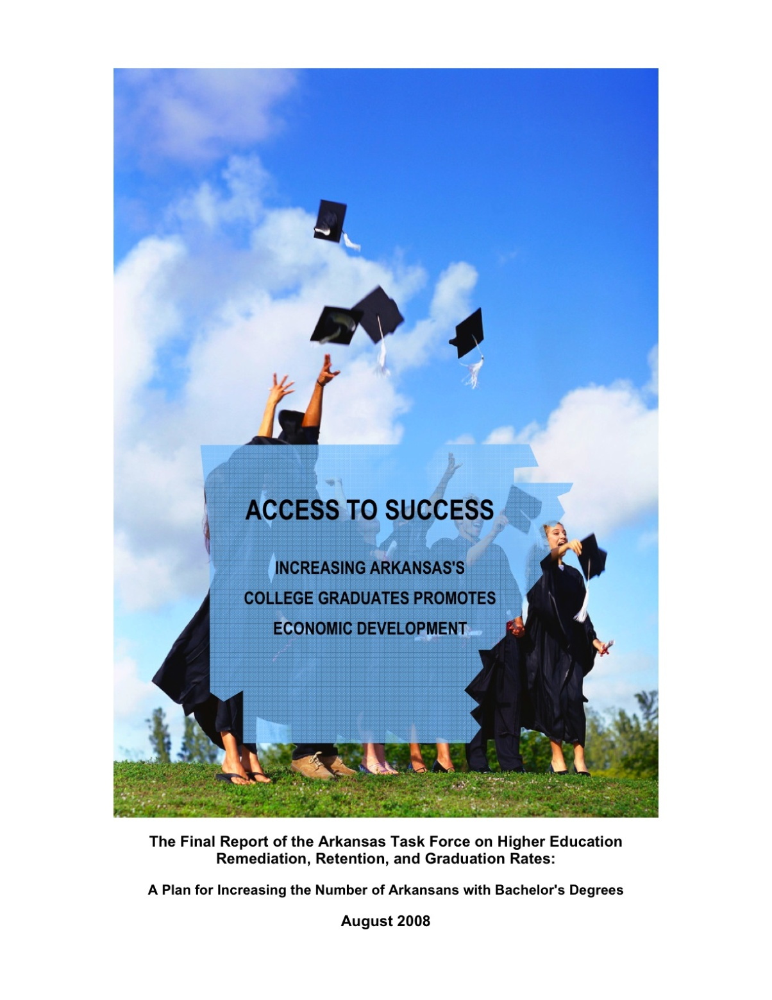 ACCESS TO SUCCESS
INCREASING ARKANSAS'S
COLLEGE GRADUATES PROMOTES
ECONOMIC DEVELOPMENT
The Final Report of the Arkansas Task Force on Higher Education
Remediation, Retention, and Graduation Rates:
A Plan for Increasing the Number of Arkansans with Bachelor's Degrees
August 2008